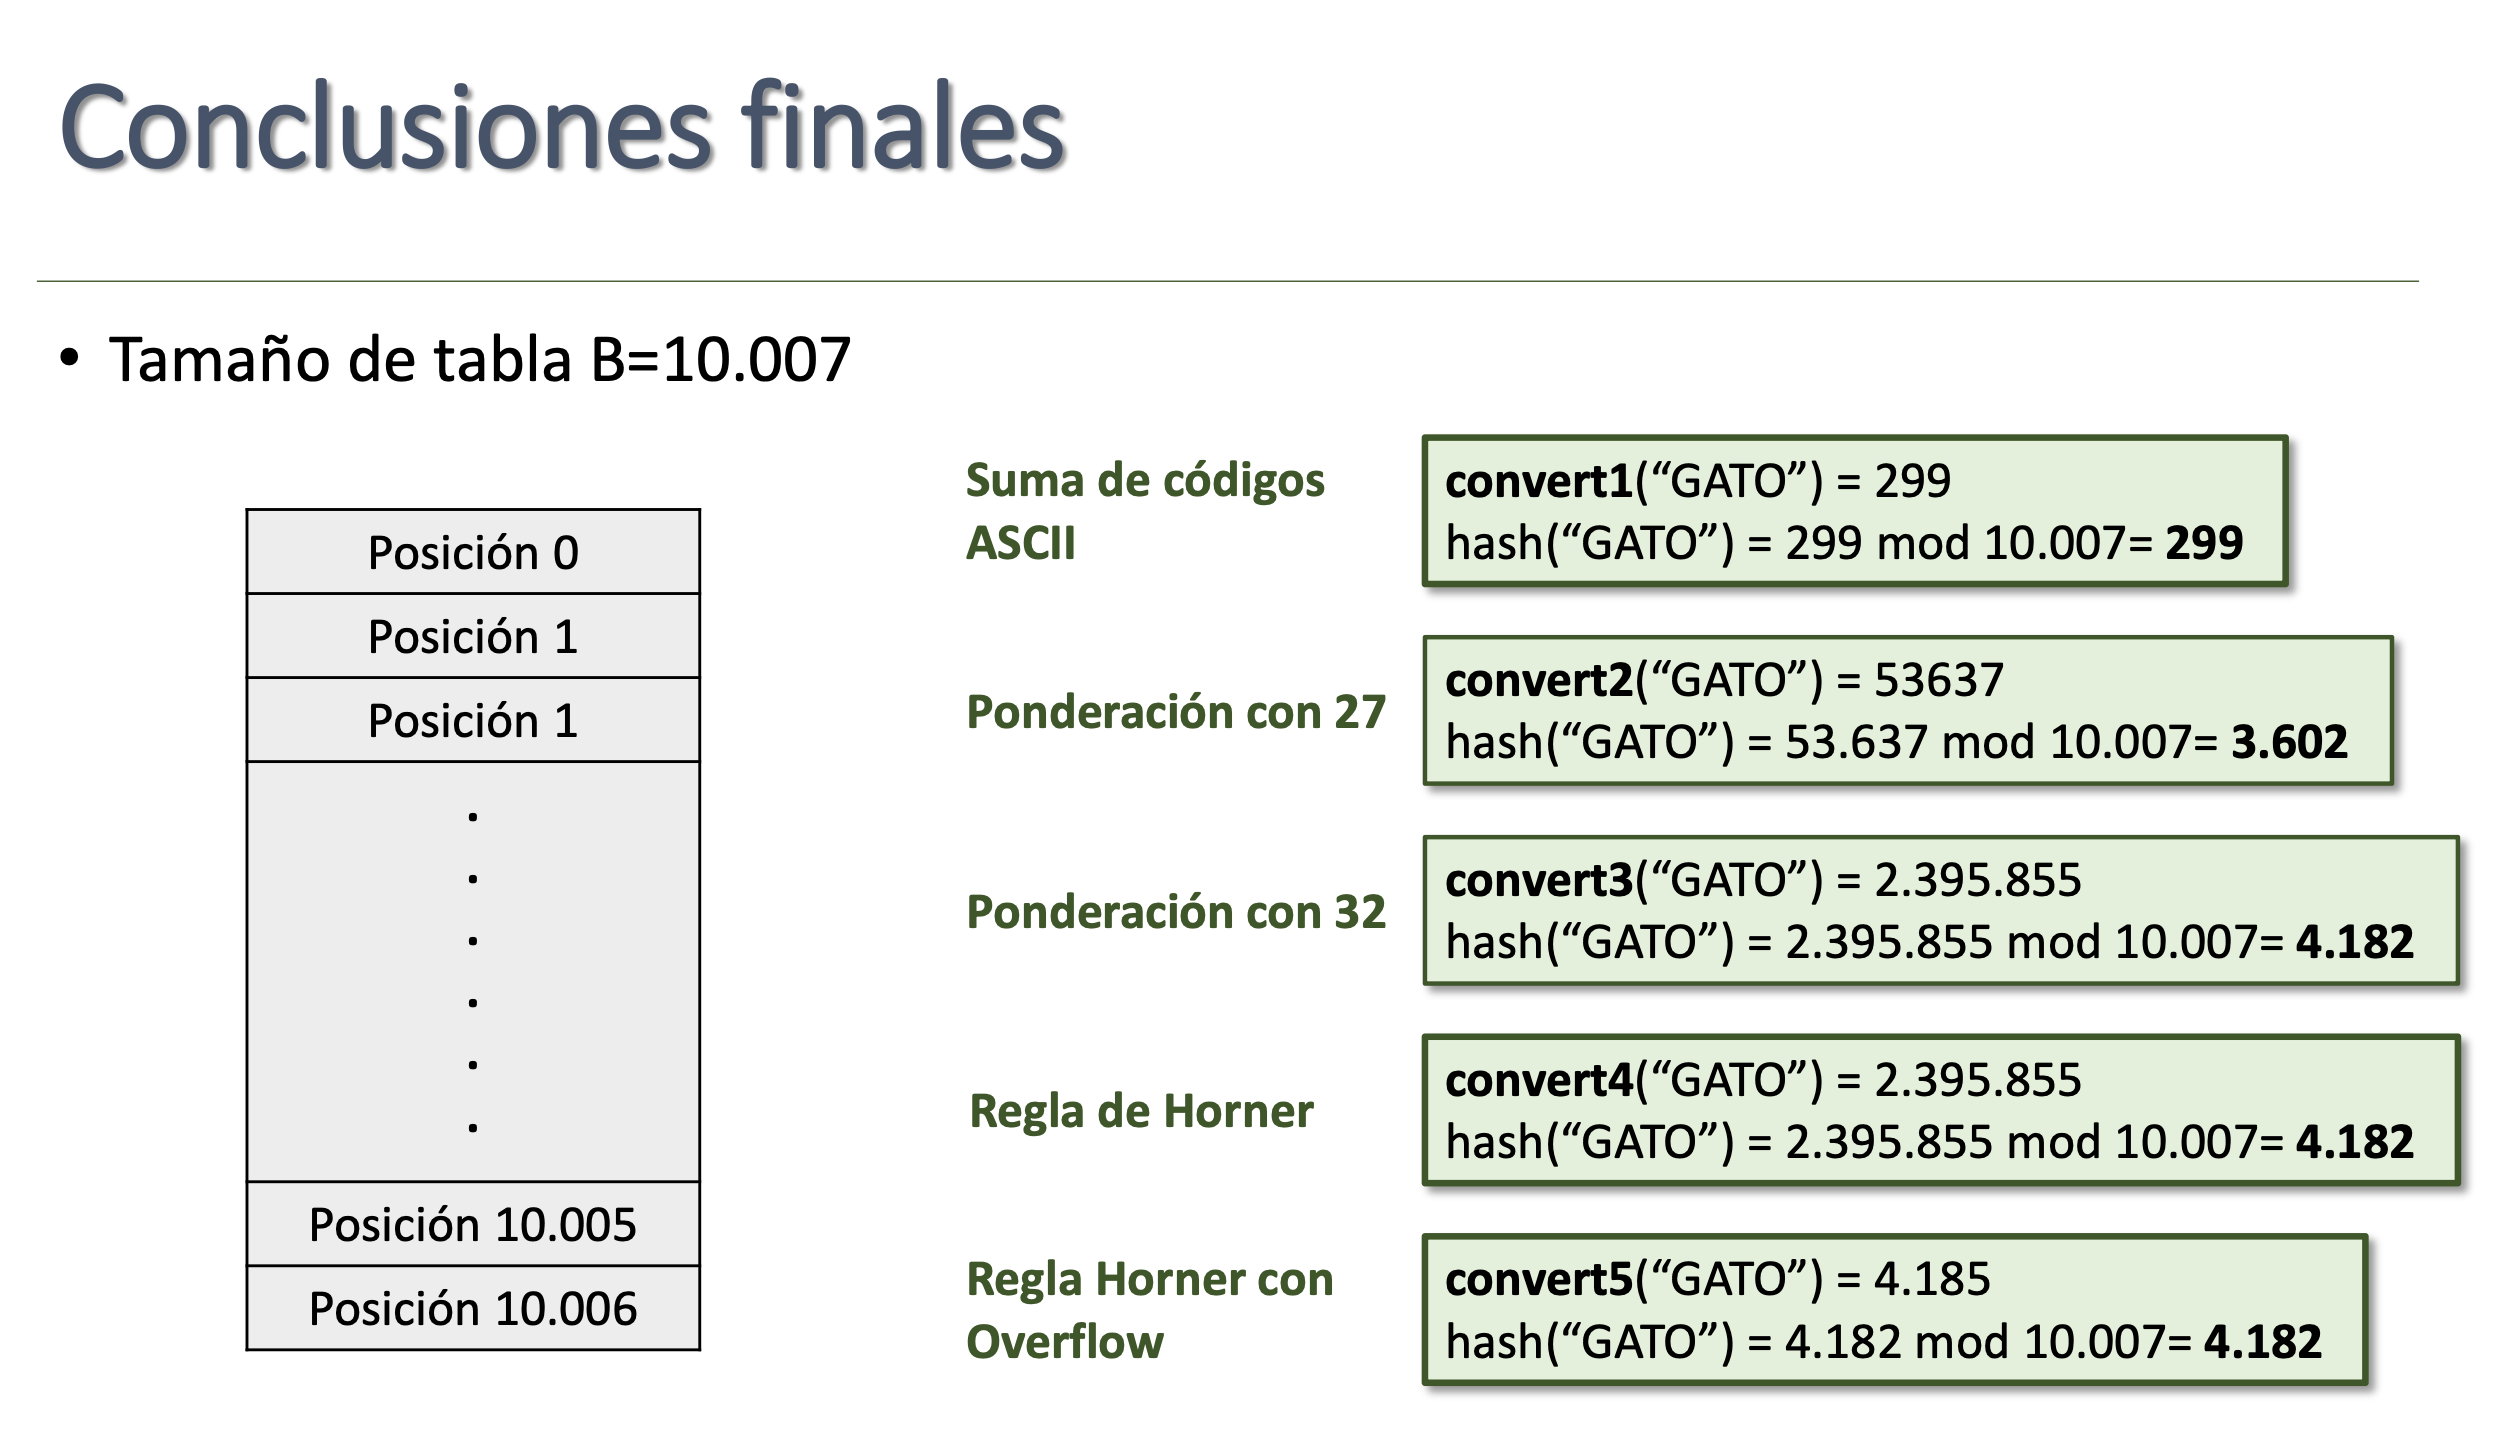 Conclusiones finales
• Tamaño de tabla B=10.007
Posición 0
Posición 1
Posición 1
.
.
.
.
.
.
Posición 10.005
Posición 10.006
Suma de códigos
ASCII
convert1(“GATO”) = 299
hash(“GATO”) = 299 mod 10.007= 299
Ponderación con 27
convert2(“GATO”) = 53637
hash(“GATO”) = 53.637 mod 10.007= 3.602
Ponderación con 32
convert3(“GATO”) = 2.395.855
hash(“GATO”) = 2.395.855 mod 10.007= 4.182
Regla de Horner
convert4(“GATO”) = 2.395.855
hash(“GATO”) = 2.395.855 mod 10.007= 4.182
Regla Horner con
Overflow
convert5(“GATO”) = 4.185
hash(“GATO”) = 4.182 mod 10.007= 4.182